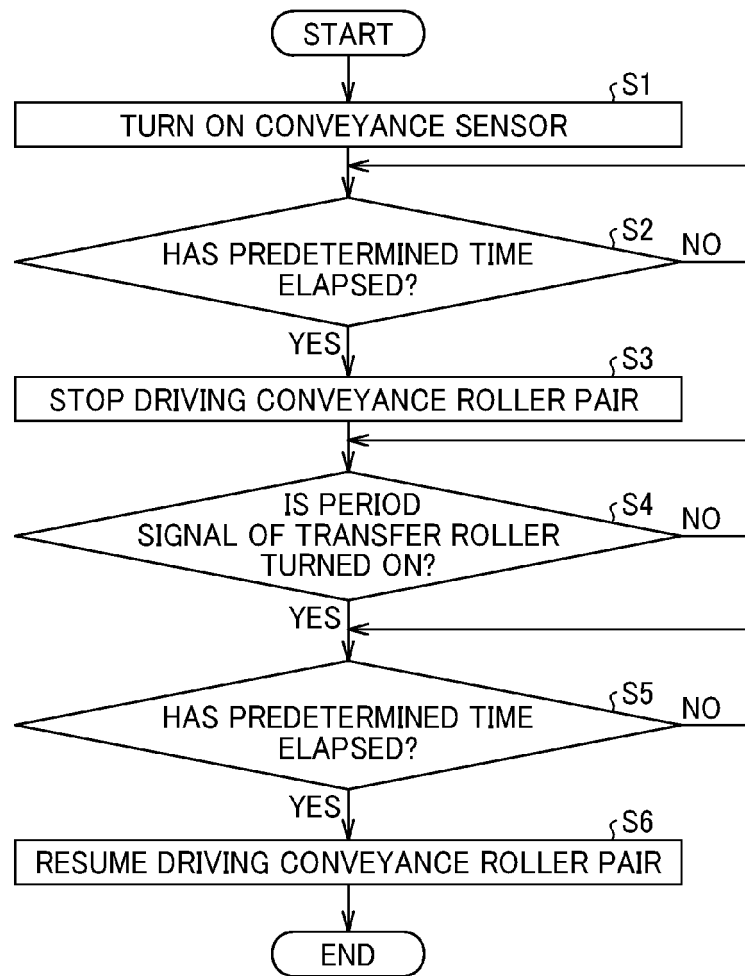 START
S1
TURN ON CONVEYANCE SENSOR
S2
HAS PREDETERMINED TIME
ELAPSED?
NO
YES
S3
STOP DRIVING CONVEYANCE ROLLER PAIR
IS PERIOD
SIGNAL OF TRANSFER ROLLER
TURNED ON?
S4
NO
YES
S5
HAS PREDETERMINED TIME
ELAPSED?
NO
YES
S6
RESUME DRIVING CONVEYANCE ROLLER PAIR
END